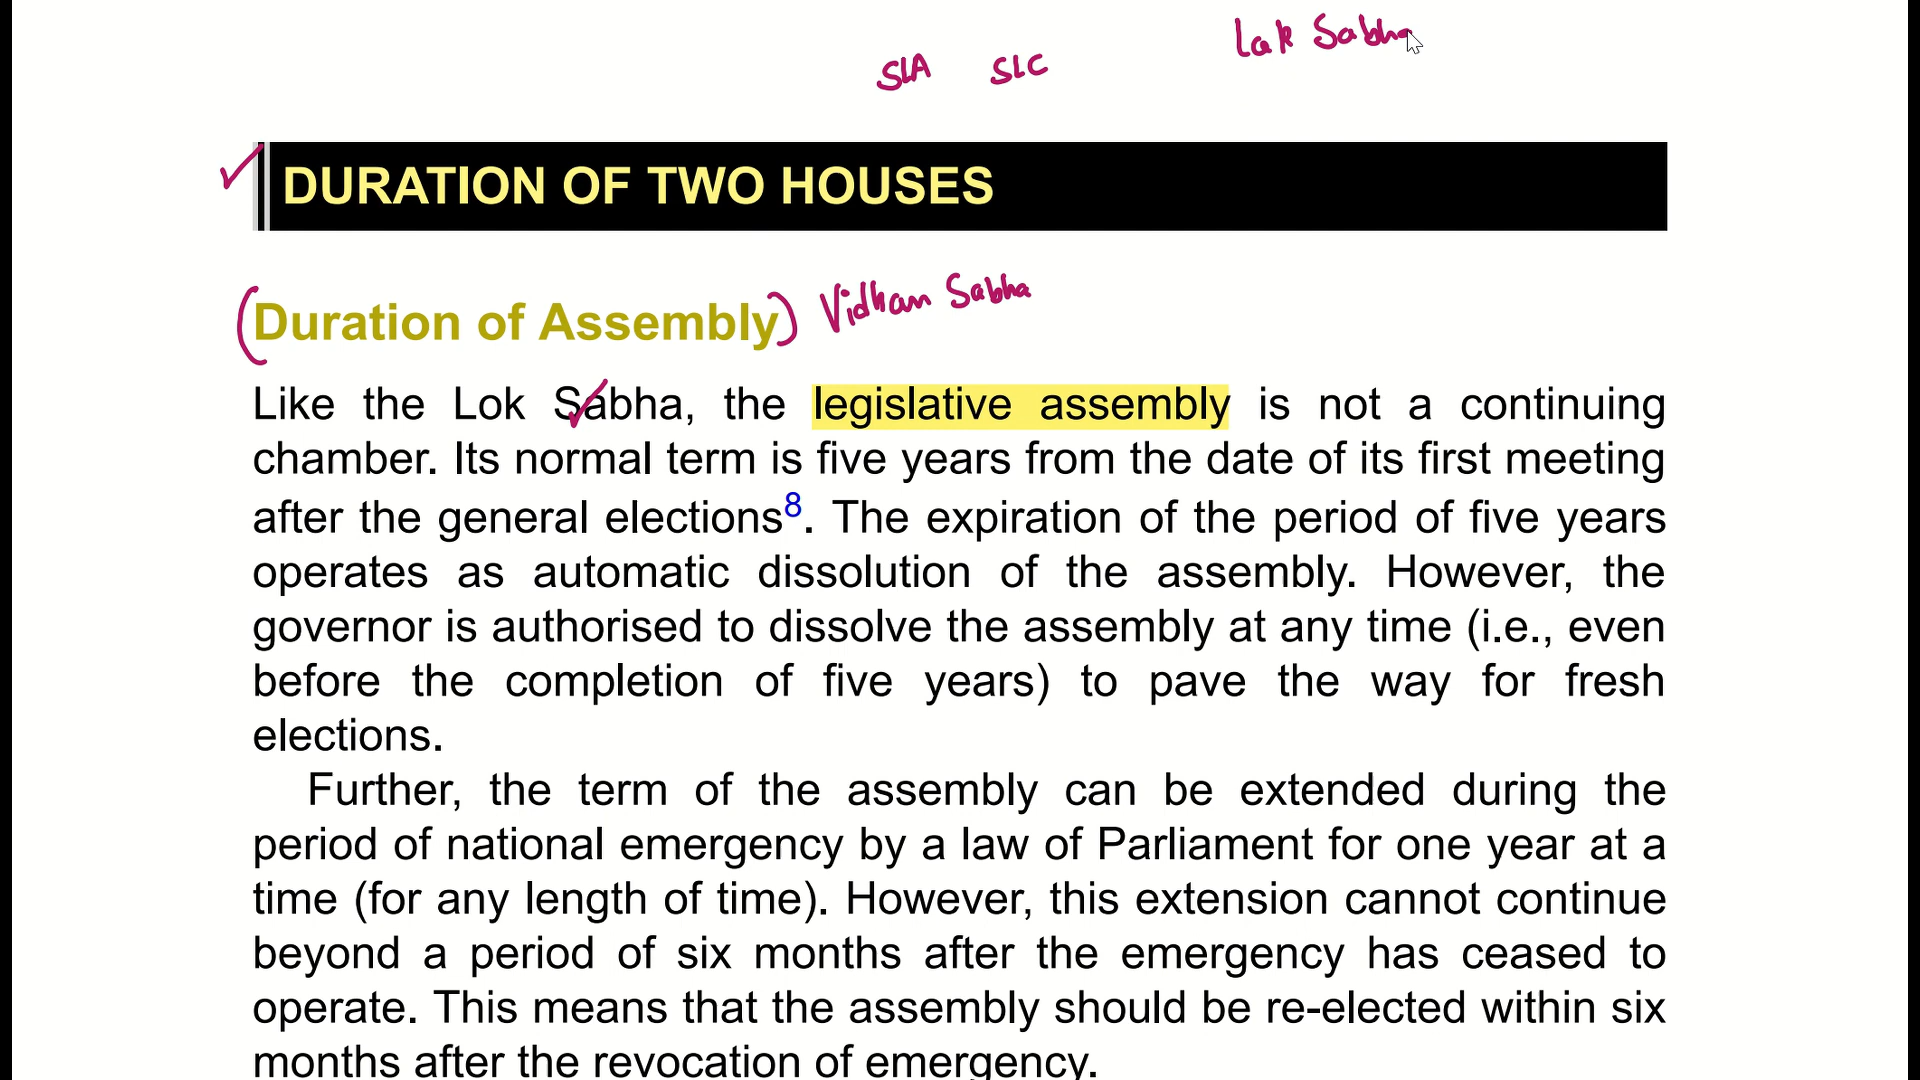 Lok Sabha
SLA SLC
DURATION OF TWO HOUSES
Duration of Assembly Vidhan Sabha
Like the Lok Sabha, the legislative assembly is not a continuing
chamber. Its normal term is five years from the date of its first meeting
after the general elections8. The expiration of the period of five years
operates as automatic dissolution of the assembly. However, the
governor is authorised to dissolve the assembly at any time (i.e., even
before the completion of five years) to pave the way for fresh
elections.
Further, the term of the assembly can be extended during the
period of national emergency by a law of Parliament for one year at a
time (for any length of time). However, this extension cannot continue
beyond a period of six months after the emergency has ceased to
operate. This means that the assembly should be re-elected within six
months after the revocation of emergency.